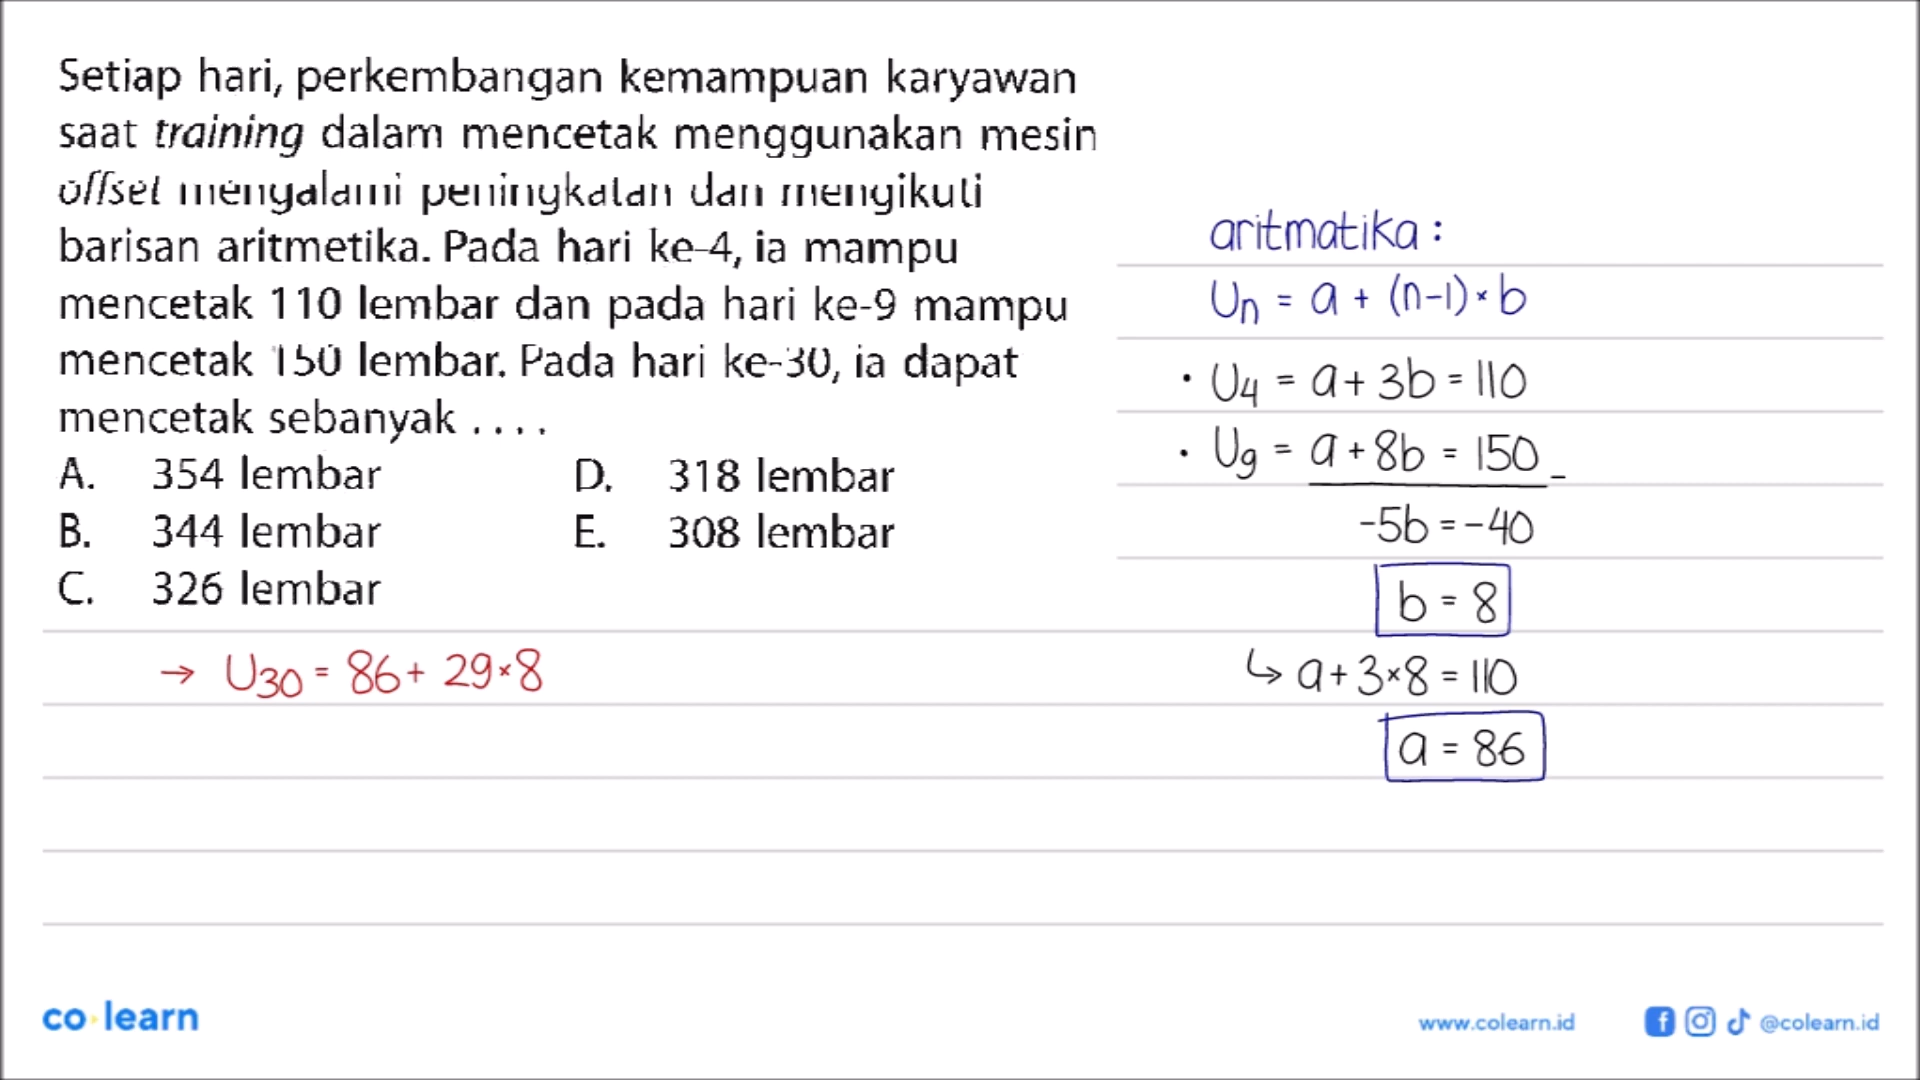 Setiap hari, perkembangan kemampuan karyawan
saat training dalam mencetak menggunakan mesin
offset mengalami peningkatan dan mengikuti
barisan aritmetika. Pada hari ke-4, ia mampu
mencetak 110 lembar dan pada hari ke-9 mampu
mencetak 150 lembar. Pada hari ke-30, ia dapat
mencetak sebanyak ....
A. 354 lembar
B. 344 lembar
C. 326 lembar
D. 318 lembar
E. 308 lembar
→ U30 = 86 + 29×8
aritmatika :
Un = a + (n-1)×b
• U4 = a + 3b = 110
• U9 = a + 8b = 150 -
-5b = -40
b = 8
↳ a + 3×8 = 110
a = 86
co learn
www.colearn.id
@colearn.id